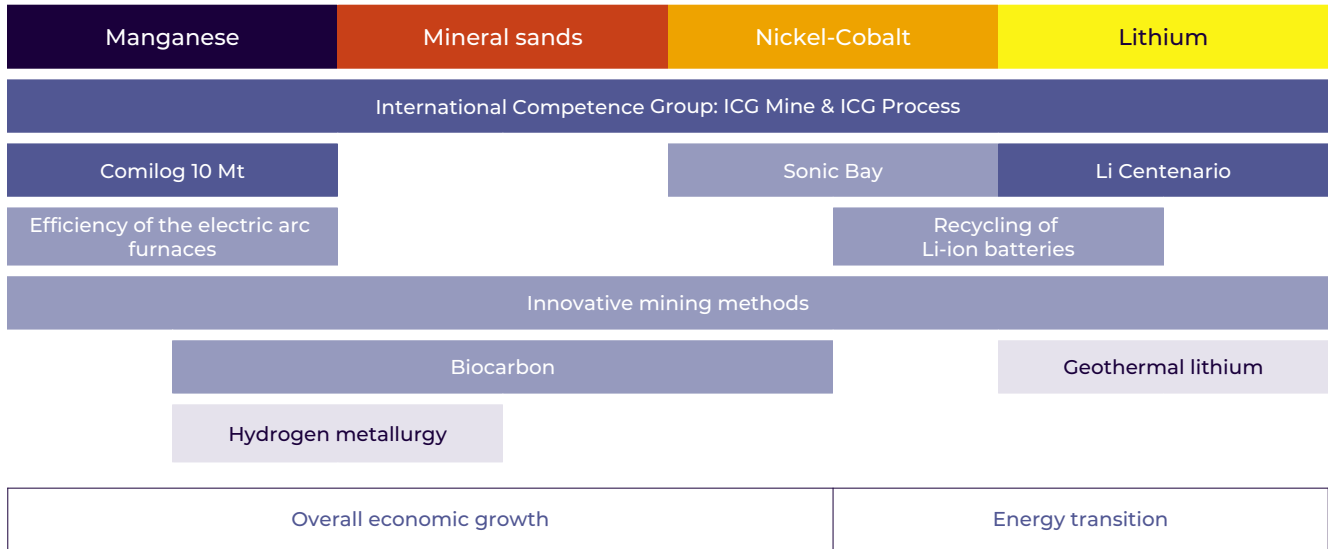 Manganese
Mineral sands
Nickel-Cobalt
Lithium
International Competence Group: ICG Mine & ICG Process
Comilog 10 Mt
Sonic Bay
Li Centenario
Efficiency of the electric arc
furnaces
Recycling of
Li-ion batteries
Innovative mining methods
Biocarbon
Geothermal lithium
Hydrogen metallurgy
Overall economic growth
Energy transition